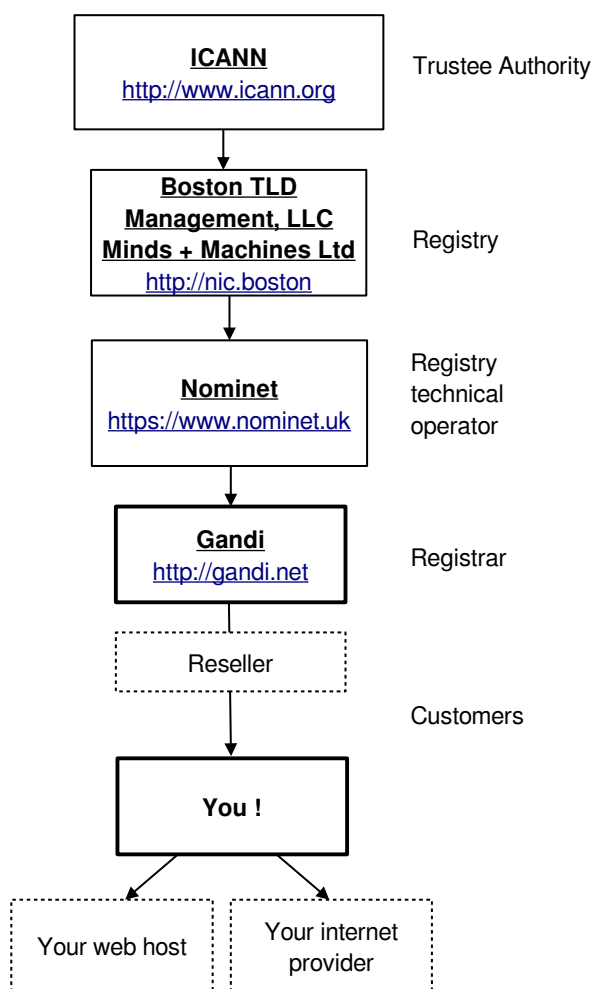 ICANN
http://www.icann.org
Trustee Authority
Boston TLD
Management, LLC
Minds + Machines Ltd
http://nic.boston
Registry
Nominet
https://www.nominet.uk
Registry
technical
operator
Gandi
http://gandi.net
Registrar
Reseller
Customers
You !
Your web host
Your internet
provider